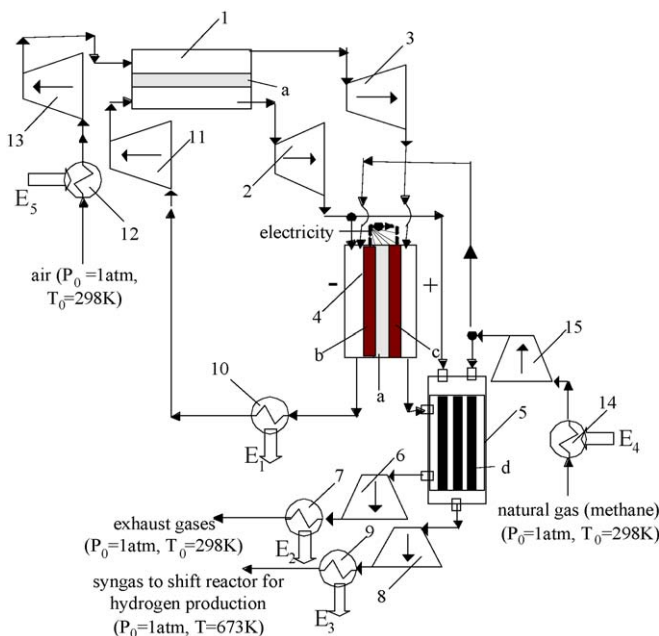 1
3
a
13
11
2
E5
12
electricity
air (P0 =1atm,
T0=298K)
-
+
4
15
b
c
a
10
5
14
E1
6
d
E4
7
natural gas (methane)
(P0=1atm, T0=298K)
exhaust gases
(P0=1atm, T0=298K)
E2
9
syngas to shift reactor for
hydrogen production
(P0=1atm, T=673K)
8
E3